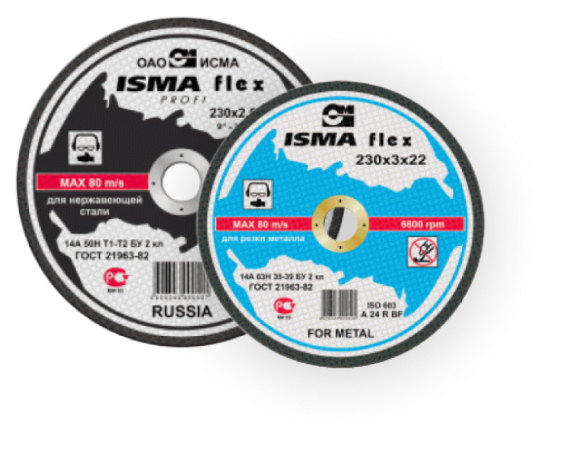 ОАО ИСМА
ISMA flex
PROFI
230x2
MAX 80 m/s
для нержавеющей
стали
14А 50Н Т1-Т2 БУ 2 кл
ГОСТ 21963-82
RUSSIA
ISMA flex
230x3x22
MAX 80 m/s
6600 rpm
для резки металла
14А 63Н 35-39 БУ 2 кл
ГОСТ 21963-82
ISO 603
A 24 R BF
FOR METAL